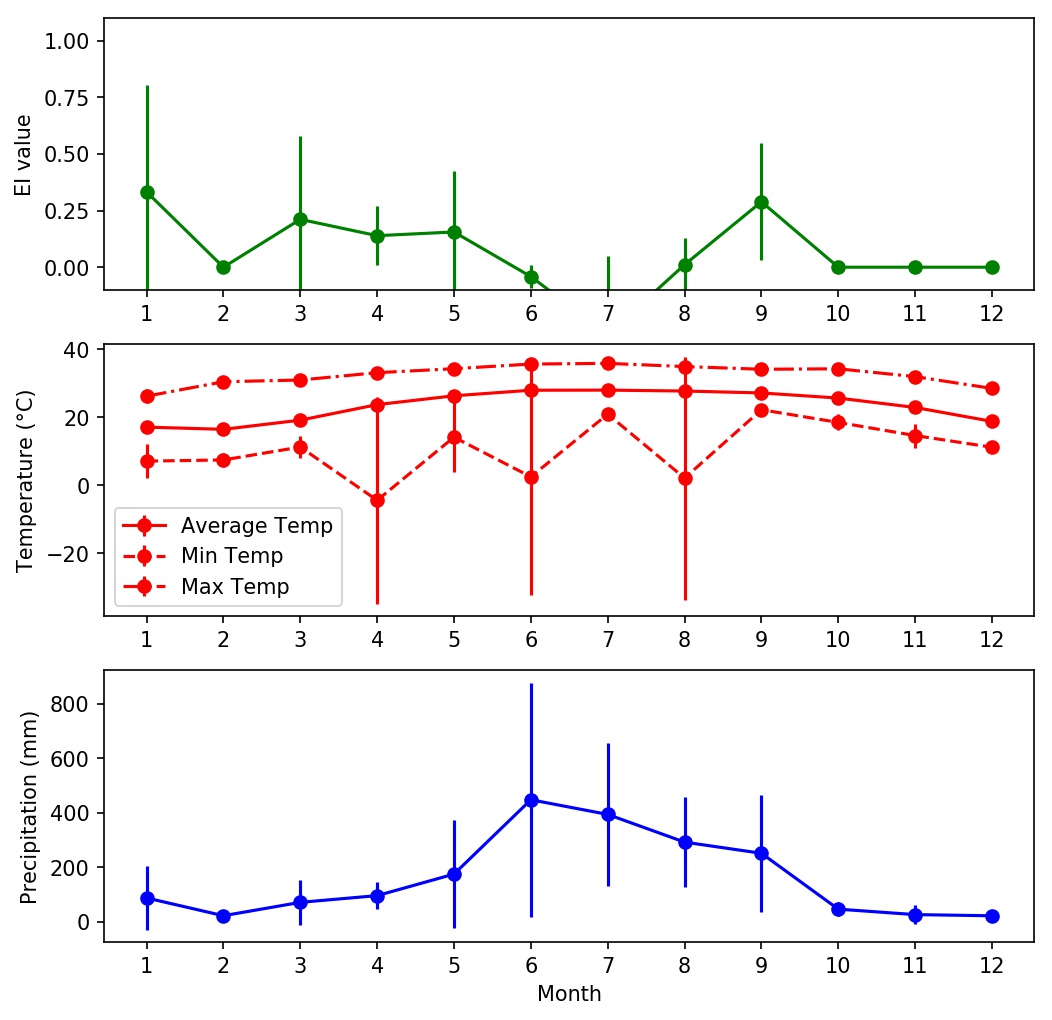 EI value
1.00
0.75
0.50
0.25
0.00
1 2 3 4 5 6 7 8 9 10 11 12
Temperature (°C)
40
20
0
−20
Average Temp
Min Temp
Max Temp
1 2 3 4 5 6 7 8 9 10 11 12
Precipitation (mm)
800
600
400
200
0
1 2 3 4 5 6 7 8 9 10 11 12
Month